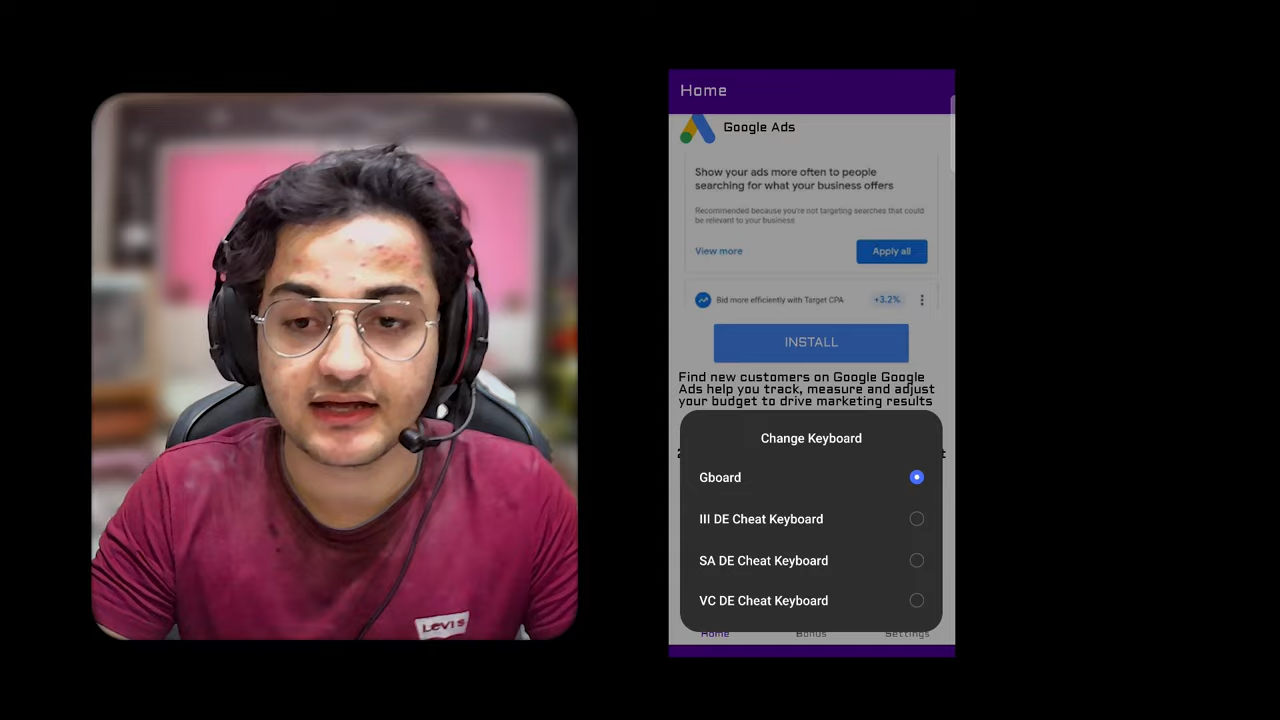 Home
Google Ads
Show your ads more often to people
searching for what your business offers
Recommended because you're not targeting searches that could
be relevant to your business
View more
Apply all
Bid more efficiently with Target CPA
+3.2%
INSTALL
Find new customers on Google Google
Ads help you track, measure and adjust
your budget to drive marketing results
Change Keyboard
Gboard
III DE Cheat Keyboard
SA DE Cheat Keyboard
VC DE Cheat Keyboard
Home
Bonus
Settings
LEVI'S